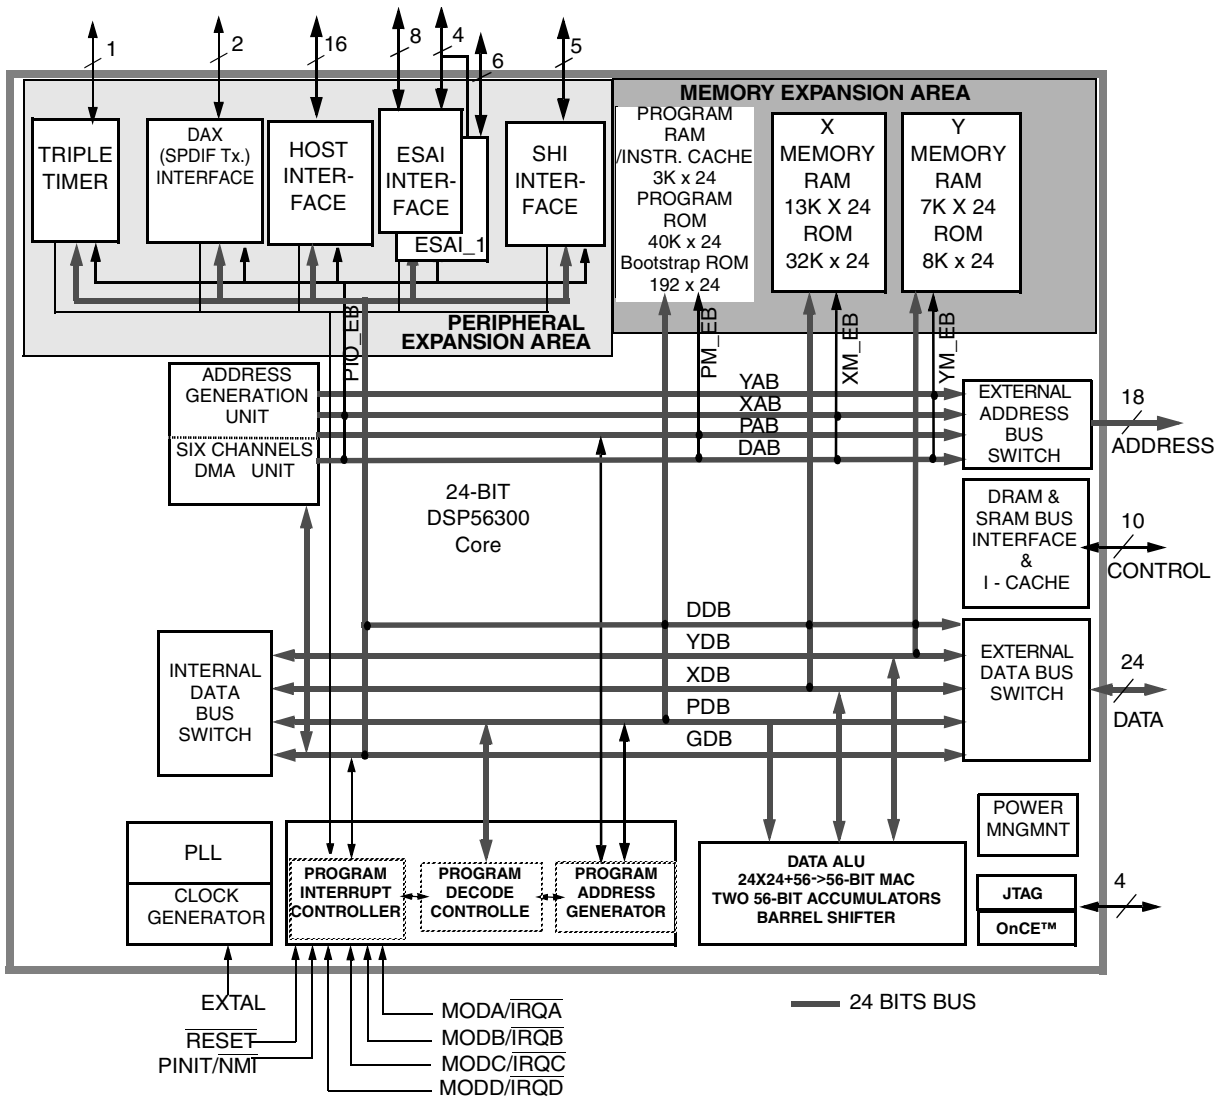 1
2
16
8
4
6
5
MEMORY EXPANSION AREA
TRIPLE
TIMER
DAX
(SPDIF Tx.)
INTERFACE
HOST
INTER-
FACE
ESAI
INTER-
FACE
ESAI_1
SHI
INTER-
FACE
PROGRAM
RAM
/INSTR. CACHE
3K x 24
PROGRAM
ROM
40K x 24
Bootstrap ROM
192 x 24
X
MEMORY
RAM
13K X 24
ROM
32K x 24
Y
MEMORY
RAM
7K X 24
ROM
8K x 24
PERIPHERAL
EXPANSION AREA
PIO_EB
PM_EB
XM_EB
YM_EB
ADDRESS
GENERATION
UNIT
SIX CHANNELS
DMA UNIT
YAB
XAB
PAB
DAB
EXTERNAL
ADDRESS
BUS
SWITCH
18
ADDRESS
24-BIT
DSP56300
Core
DRAM &
SRAM BUS
INTERFACE
&
I - CACHE
10
CONTROL
DDB
YDB
XDB
PDB
GDB
INTERNAL
DATA
BUS
SWITCH
EXTERNAL
DATA BUS
SWITCH
24
DATA
PLL
CLOCK
GENERATOR
PROGRAM
INTERRUPT
CONTROLLER
PROGRAM
DECODE
CONTROLLE
PROGRAM
ADDRESS
GENERATOR
DATA ALU
24X24+56->56-BIT MAC
TWO 56-BIT ACCUMULATORS
BARREL SHIFTER
POWER
MNGMNT
JTAG
OnCE™
4
EXTAL
RESET
PINIT/NMI
MODA/IRQA
MODB/IRQB
MODC/IRQC
MODD/IRQD
24 BITS BUS